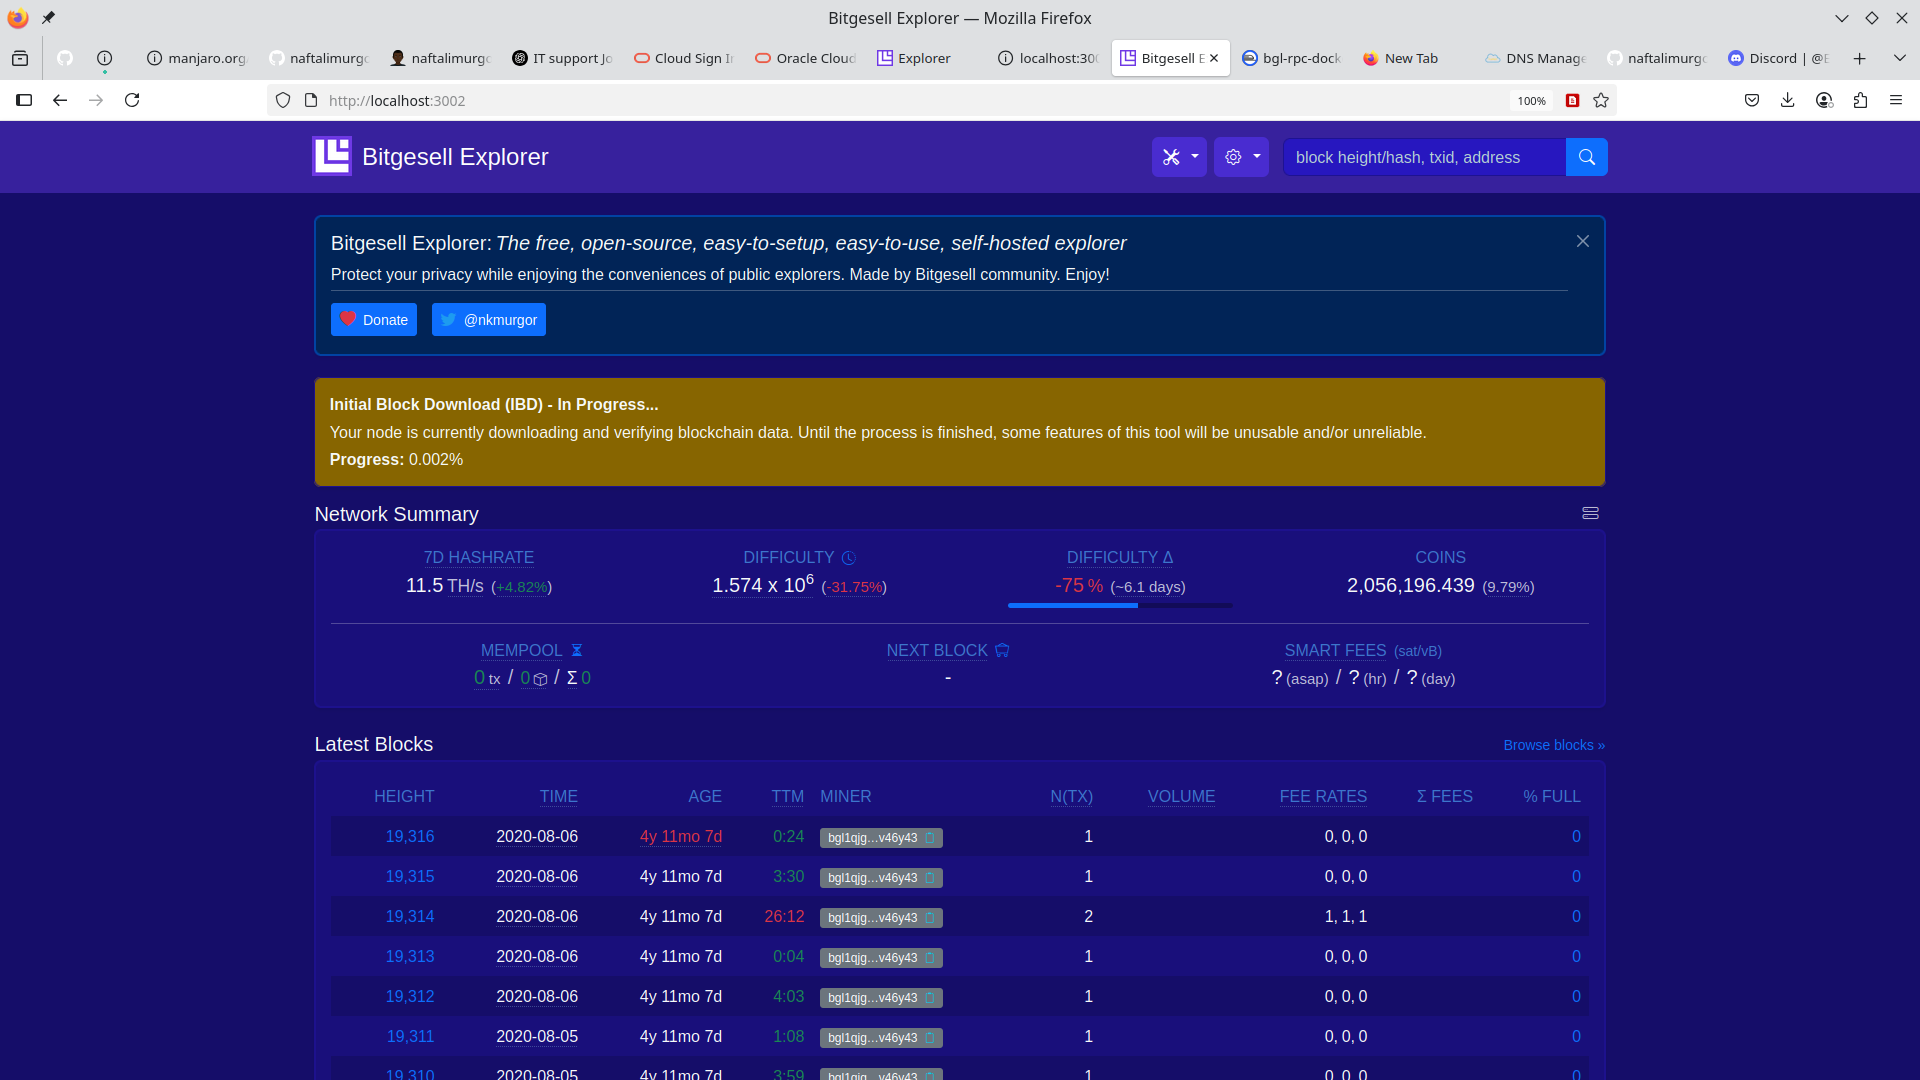 Bitgesell Explorer — Mozilla Firefox
manjaro.org
naftalimurgo
naftalimurgo
IT support Jo
Cloud Sign In
Oracle Cloud
Explorer
localhost:300
Bitgesell E
bgl-rpc-dock
New Tab
DNS Manage
naftalimurgo
Discord | @E
http://localhost:3002
100%
Bitgesell Explorer
block height/hash, txid, address
Bitgesell Explorer: The free, open-source, easy-to-setup, easy-to-use, self-hosted explorer
Protect your privacy while enjoying the conveniences of public explorers. Made by Bitgesell community. Enjoy!
Donate @nkmurgor
Initial Block Download (IBD) - In Progress...
Your node is currently downloading and verifying blockchain data. Until the process is finished, some features of this tool will be unusable and/or unreliable.
Progress: 0.002%
Network Summary
7D HASHRATE DIFFICULTY DIFFICULTY Δ COINS
11.5 TH/s (+4.82%) 1.574 x 10⁶ (-31.75%) -75 % (~6.1 days) 2,056,196.439 (9.79%)
MEMPOOL NEXT BLOCK SMART FEES (sat/vB)
0 tx / 0 / Σ 0 - ? (asap) / ? (hr) / ? (day)
Latest Blocks Browse blocks »
HEIGHT TIME AGE TTM MINER N(TX) VOLUME FEE RATES Σ FEES % FULL
19,316 2020-08-06 4y 11mo 7d 0:24 bgl1qjg…v46y43 1 0, 0, 0 0
19,315 2020-08-06 4y 11mo 7d 3:30 bgl1qjg…v46y43 1 0, 0, 0 0
19,314 2020-08-06 4y 11mo 7d 26:12 bgl1qjg…v46y43 2 1, 1, 1 0
19,313 2020-08-06 4y 11mo 7d 0:04 bgl1qjg…v46y43 1 0, 0, 0 0
19,312 2020-08-06 4y 11mo 7d 4:03 bgl1qjg…v46y43 1 0, 0, 0 0
19,311 2020-08-05 4y 11mo 7d 1:08 bgl1qjg…v46y43 1 0, 0, 0 0
19,310 2020-08-05 4y 11mo 7d 3:59 bgl1qjg…v46y43 1 0, 0, 0 0